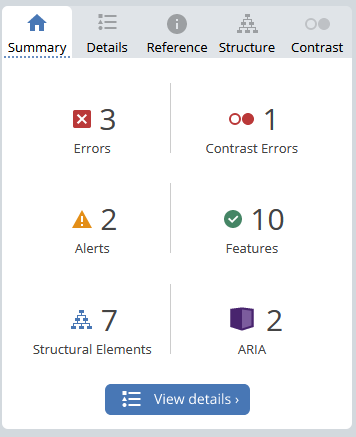 Summary Details Reference Structure Contrast
3 1
Errors Contrast Errors
2 10
Alerts Features
7 2
Structural Elements ARIA
View details ›